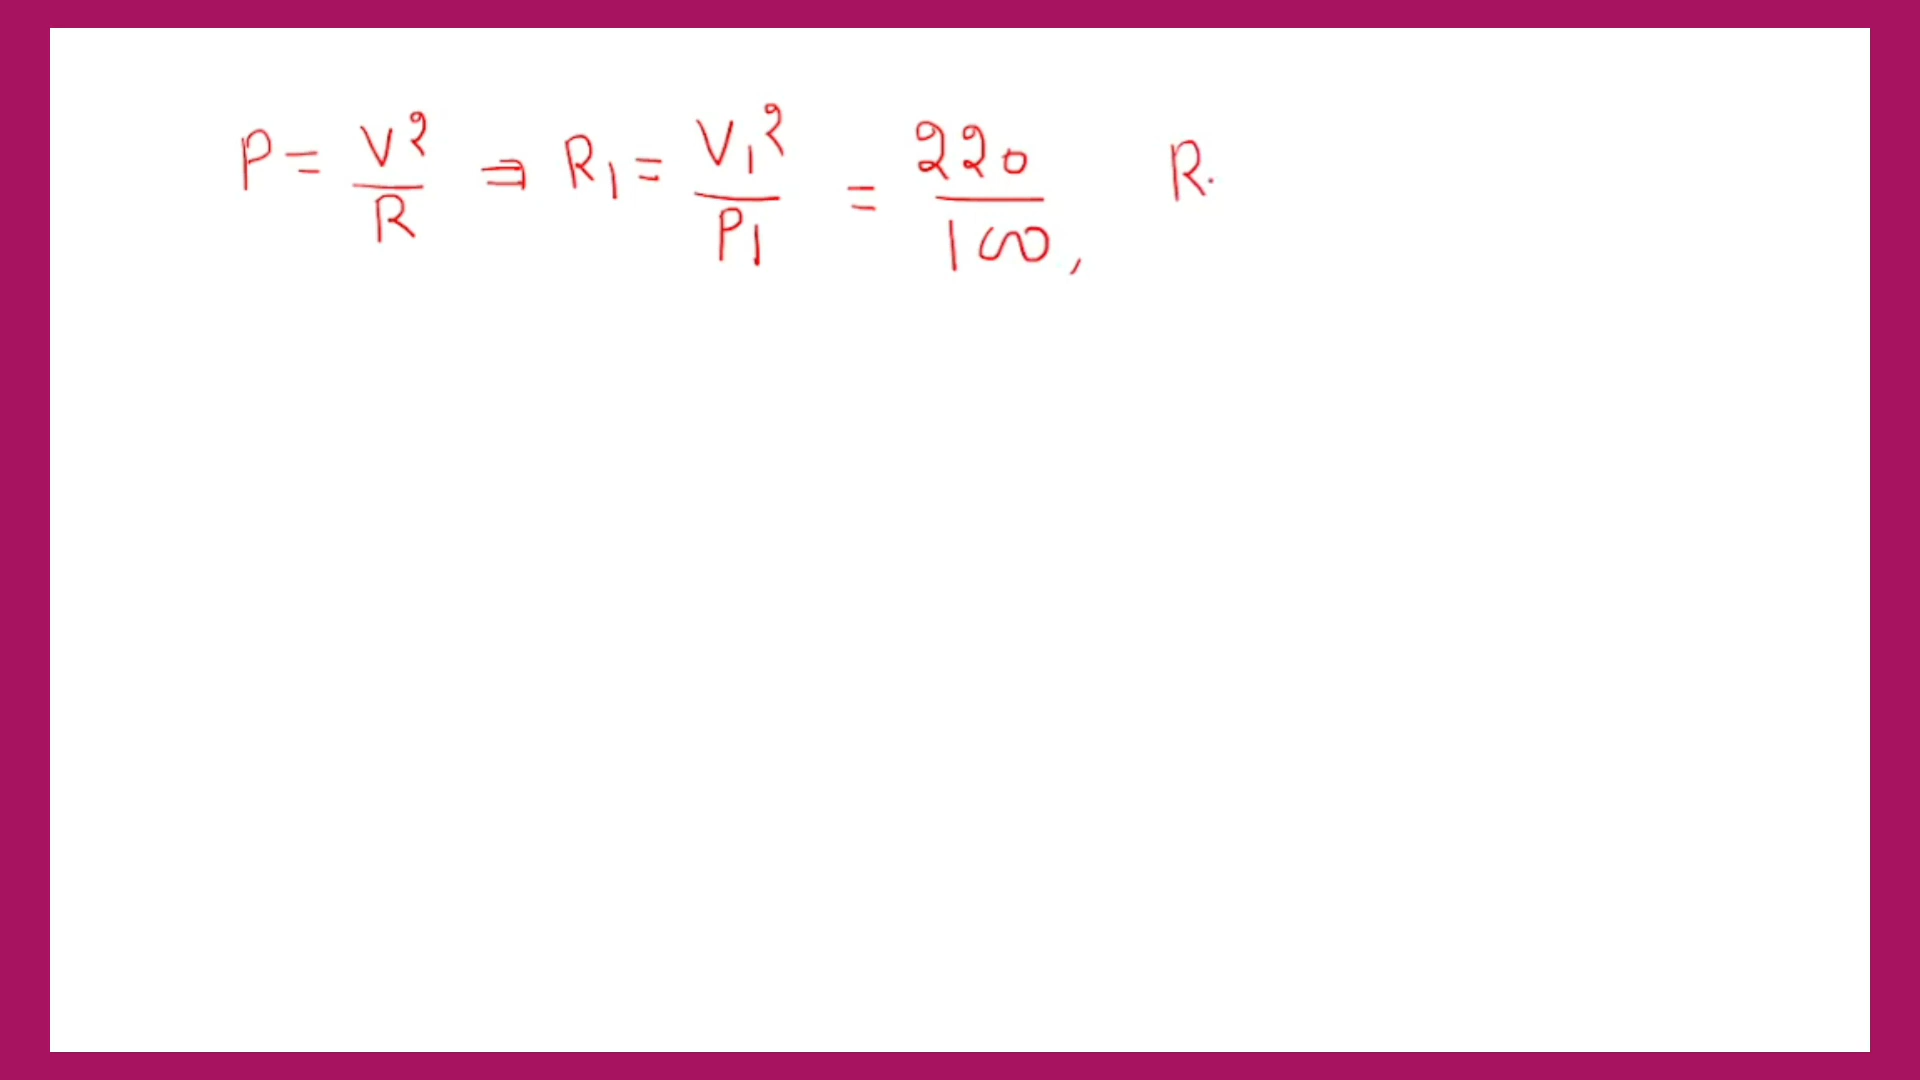 P = V²/R ⇒ R₁ = V₁²/P₁ = 220/100, R.